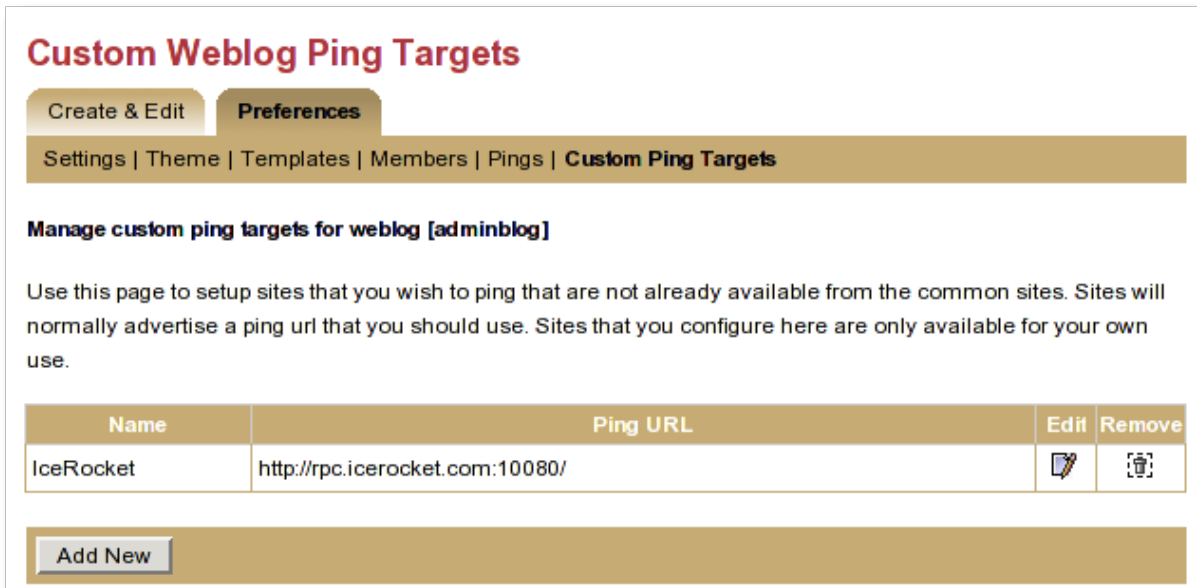 Custom Weblog Ping Targets
Create & Edit Preferences
Settings | Theme | Templates | Members | Pings | Custom Ping Targets
Manage custom ping targets for weblog [adminblog]
Use this page to setup sites that you wish to ping that are not already available from the common sites. Sites will
normally advertise a ping url that you should use. Sites that you configure here are only available for your own
use.
Name Ping URL Edit Remove
IceRocket http://rpc.icerocket.com:10080/
Add New